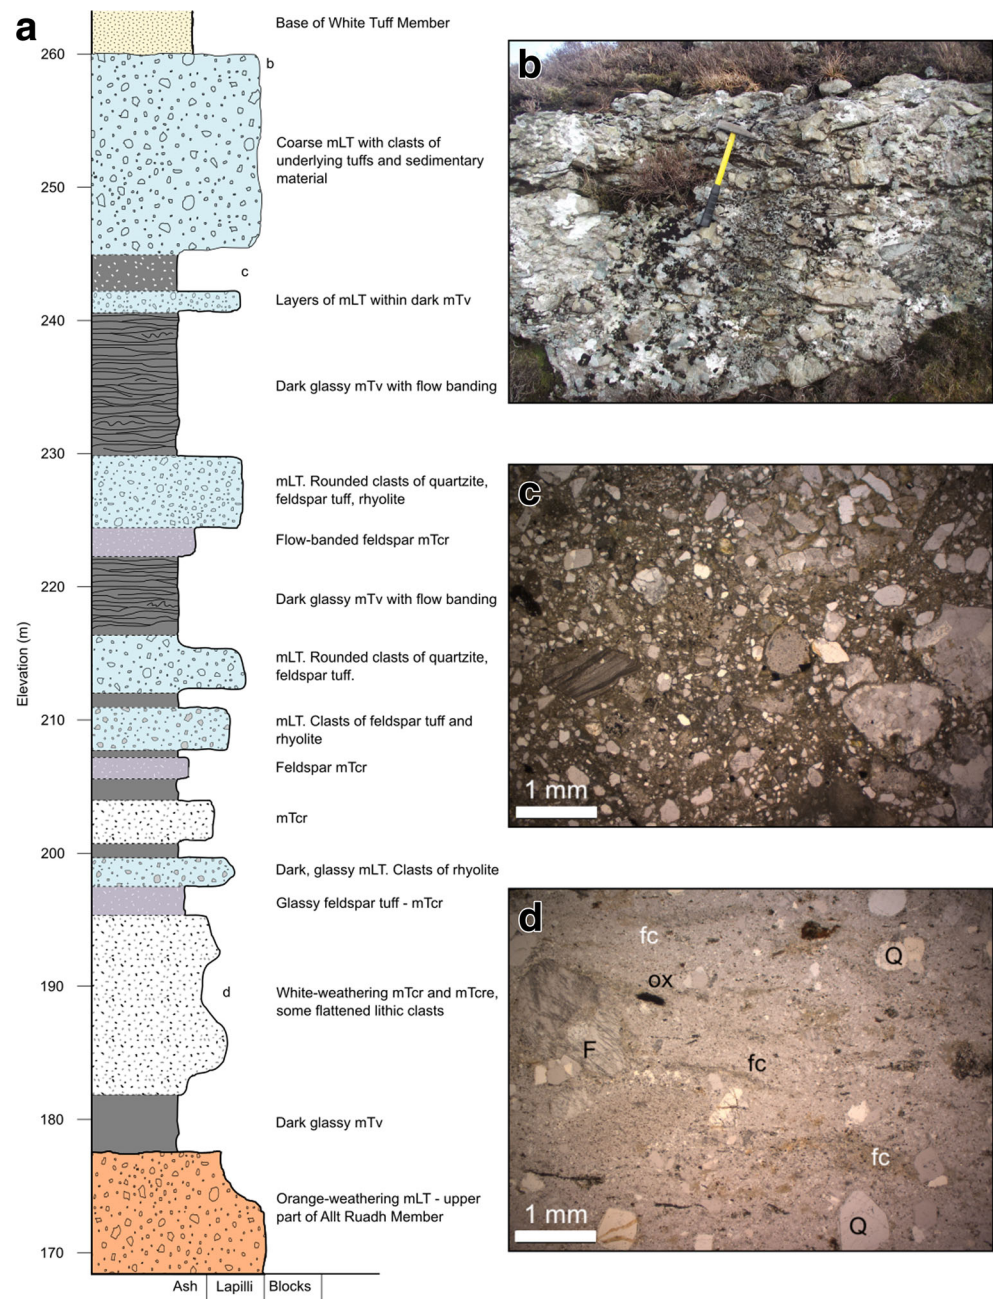 a
Base of White Tuff Member
260
b
Coarse mLT with clasts of
underlying tuffs and sedimentary
material
250
c
Layers of mLT within dark mTv
240
Dark glassy mTv with flow banding
230
mLT. Rounded clasts of quartzite,
feldspar tuff, rhyolite
Flow-banded feldspar mTcr
220
Dark glassy mTv with flow banding
Elevation (m)
mLT. Rounded clasts of quartzite,
feldspar tuff.
210
mLT. Clasts of feldspar tuff and
rhyolite
Feldspar mTcr
mTcr
200
Dark, glassy mLT. Clasts of rhyolite
Glassy feldspar tuff - mTcr
190
d
White-weathering mTcr and mTcre,
some flattened lithic clasts
180
Dark glassy mTv
Orange-weathering mLT - upper
part of Allt Ruadh Member
170
Ash Lapilli Blocks
b
c
1 mm
d
fc
Q
ox
F
fc
fc
Q
1 mm